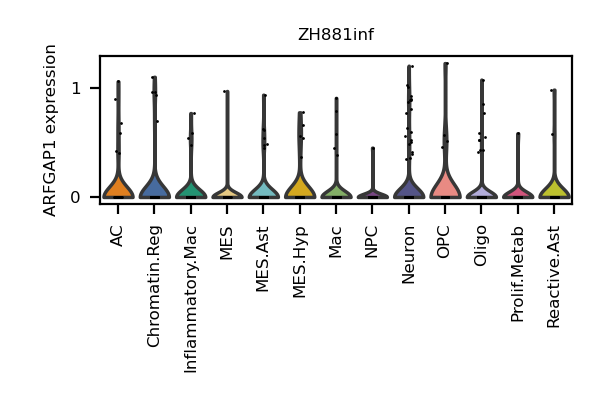 ZH881inf
ARFGAP1 expression
1
0
AC
Chromatin.Reg
Inflammatory.Mac
MES
MES.Ast
MES.Hyp
Mac
NPC
Neuron
OPC
Oligo
Prolif.Metab
Reactive.Ast